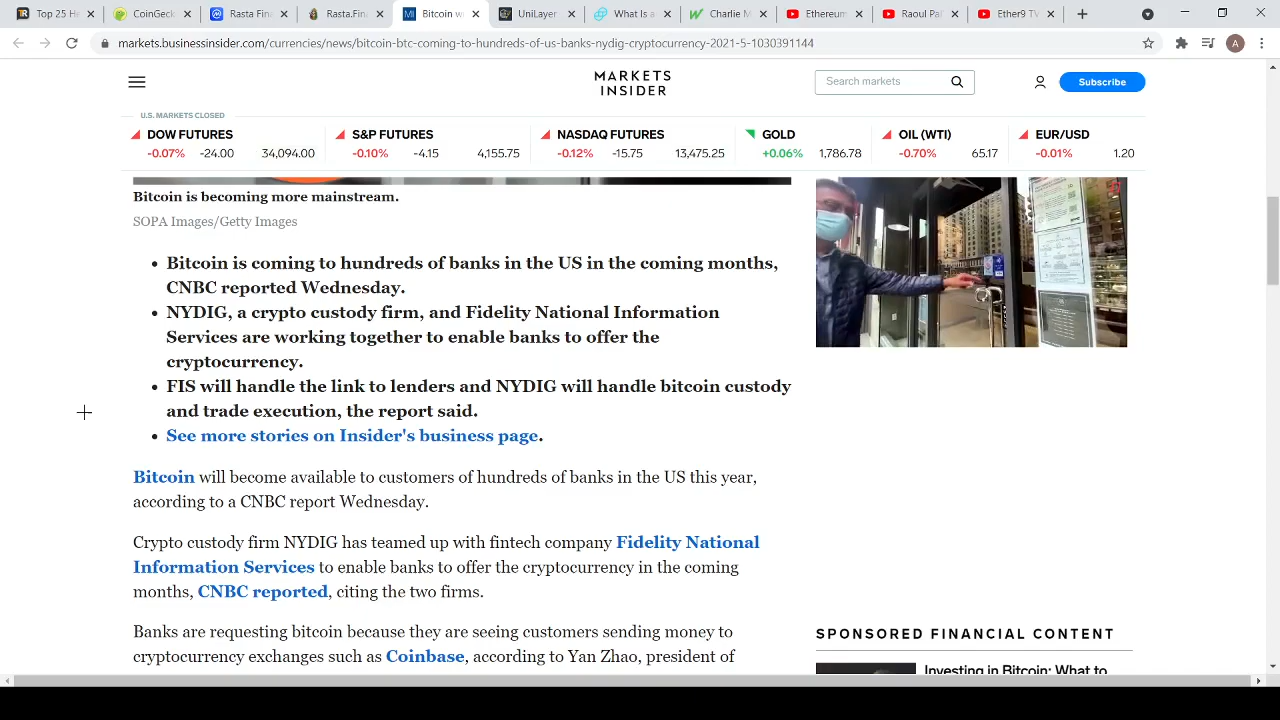 Top 25 He
CoinGeck
Rasta Fin
Rasta.Fin
Bitcoin w
UniLayer
What Is a
Charlie M
Ethereum
Raoul Pal
Ether9 TV
markets.businessinsider.com/currencies/news/bitcoin-btc-coming-to-hundreds-of-us-banks-nydig-cryptocurrency-2021-5-1030391144
A
MARKETS
INSIDER
Search markets
Subscribe
U.S. MARKETS CLOSED
DOW FUTURES
-0.07% -24.00 34,094.00
S&P FUTURES
-0.10% -4.15 4,155.75
NASDAQ FUTURES
-0.12% -15.75 13,475.25
GOLD
+0.06% 1,786.78
OIL (WTI)
-0.70% 65.17
EUR/USD
-0.01% 1.20
Bitcoin is becoming more mainstream.
SOPA Images/Getty Images
• Bitcoin is coming to hundreds of banks in the US in the coming months,
CNBC reported Wednesday.
• NYDIG, a crypto custody firm, and Fidelity National Information
Services are working together to enable banks to offer the
cryptocurrency.
• FIS will handle the link to lenders and NYDIG will handle bitcoin custody
and trade execution, the report said.
• See more stories on Insider's business page.
Bitcoin will become available to customers of hundreds of banks in the US this year,
according to a CNBC report Wednesday.
Crypto custody firm NYDIG has teamed up with fintech company Fidelity National
Information Services to enable banks to offer the cryptocurrency in the coming
months, CNBC reported, citing the two firms.
Banks are requesting bitcoin because they are seeing customers sending money to
cryptocurrency exchanges such as Coinbase, according to Yan Zhao, president of
SPONSORED FINANCIAL CONTENT
Investing in Bitcoin: What to